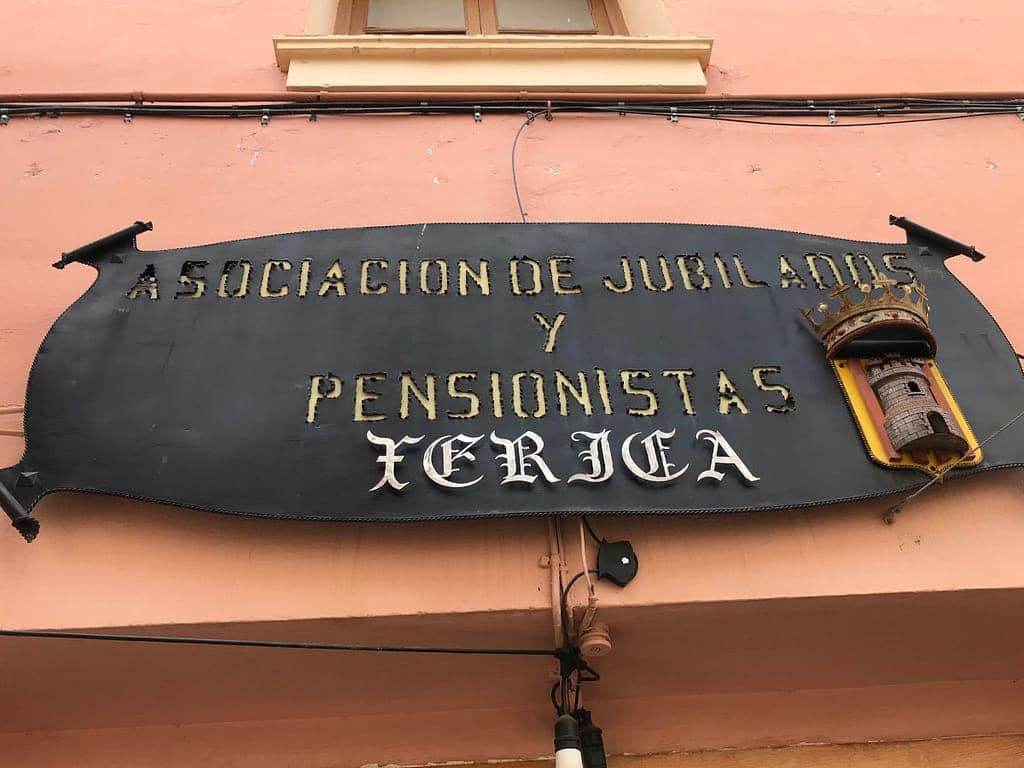 ASOCIACION DE JUBILADOS
Y
PENSIONISTAS
XERICA